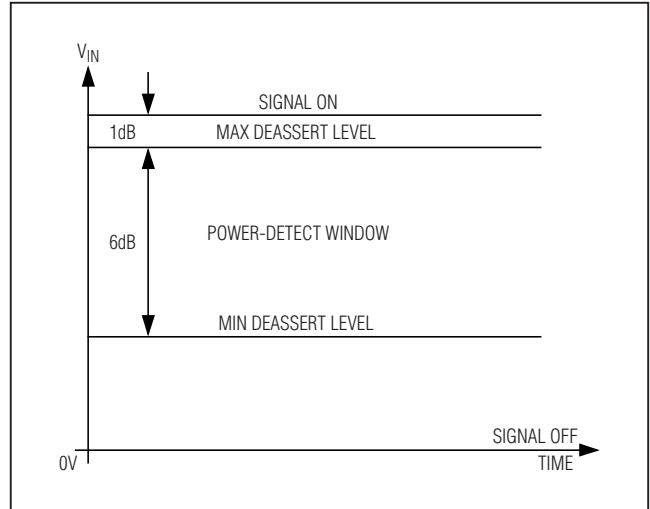 VIN
SIGNAL ON
1dB
MAX DEASSERT LEVEL
6dB
POWER-DETECT WINDOW
MIN DEASSERT LEVEL
SIGNAL OFF
0V
TIME